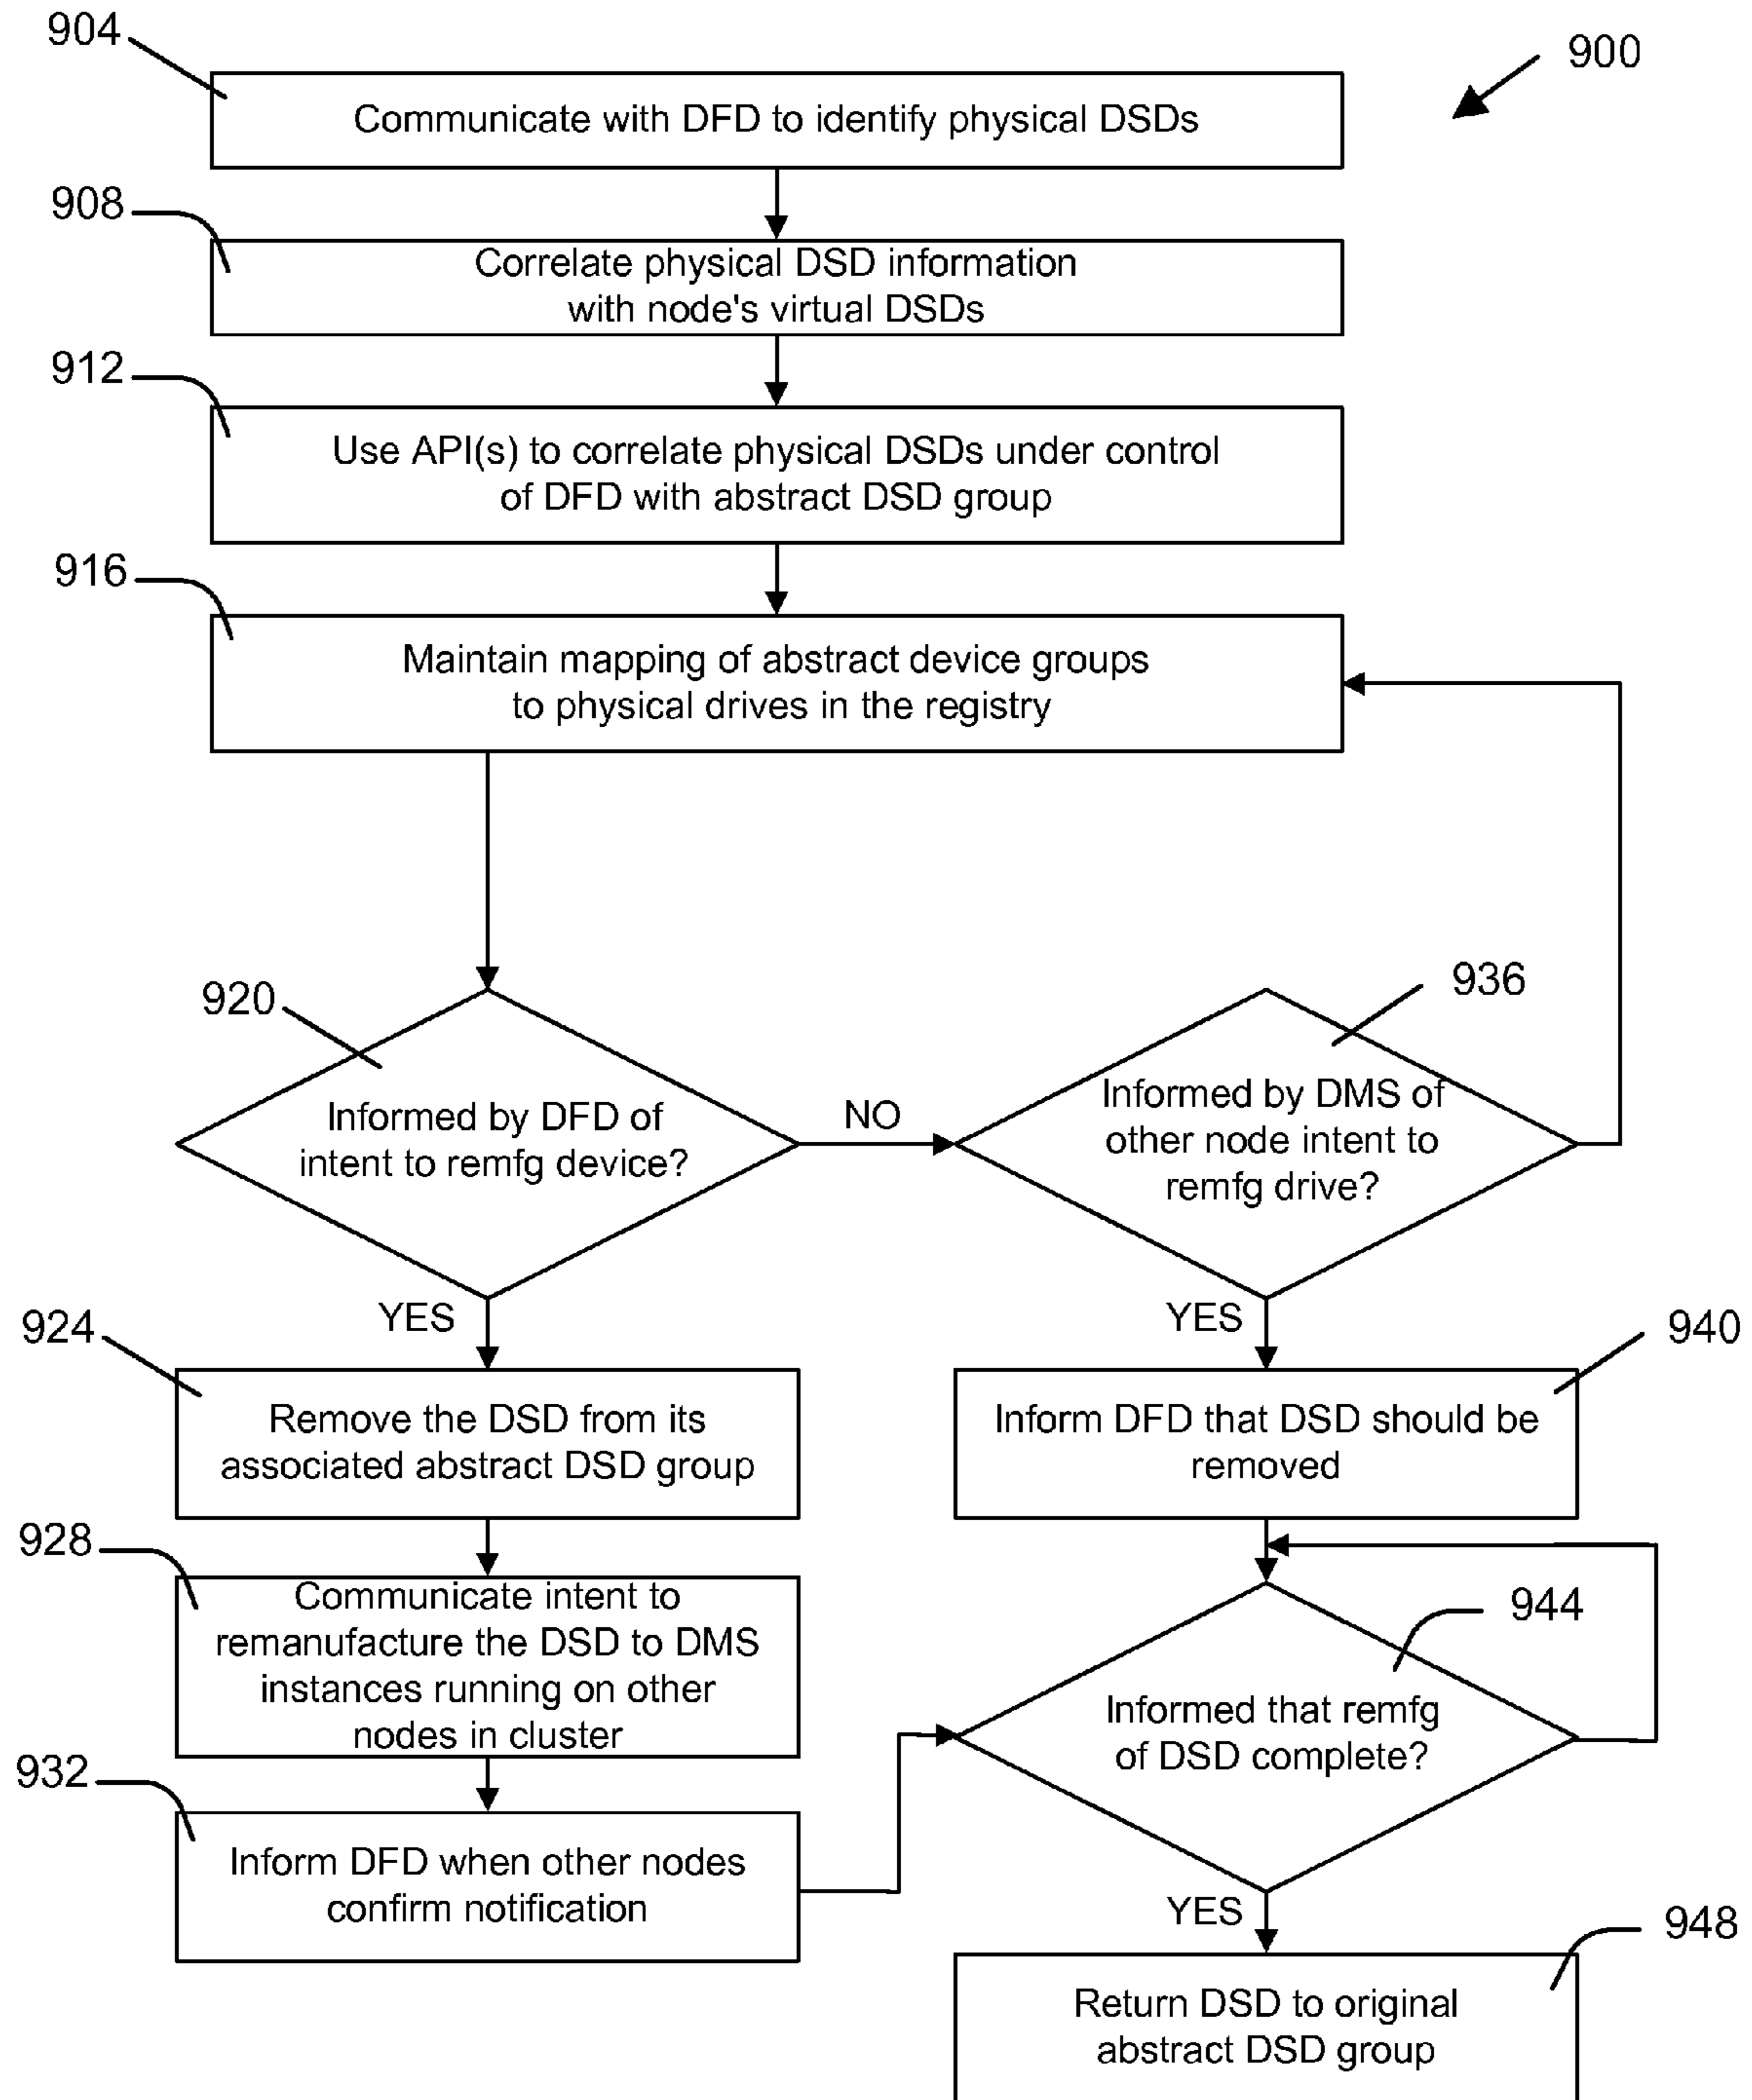 904
900
Communicate with DFD to identify physical DSDs
908
Correlate physical DSD information
with node's virtual DSDs
912
Use API(s) to correlate physical DSDs under control
of DFD with abstract DSD group
916
Maintain mapping of abstract device groups
to physical drives in the registry
920
936
Informed by DFD of
intent to remfg device?
NO
Informed by DMS of
other node intent to
remfg drive?
YES
YES
924
940
Remove the DSD from its
associated abstract DSD group
Inform DFD that DSD should be
removed
928
Communicate intent to
remanufacture the DSD to DMS
instances running on other
nodes in cluster
944
Informed that remfg
of DSD complete?
932
Inform DFD when other nodes
confirm notification
YES
948
Return DSD to original
abstract DSD group